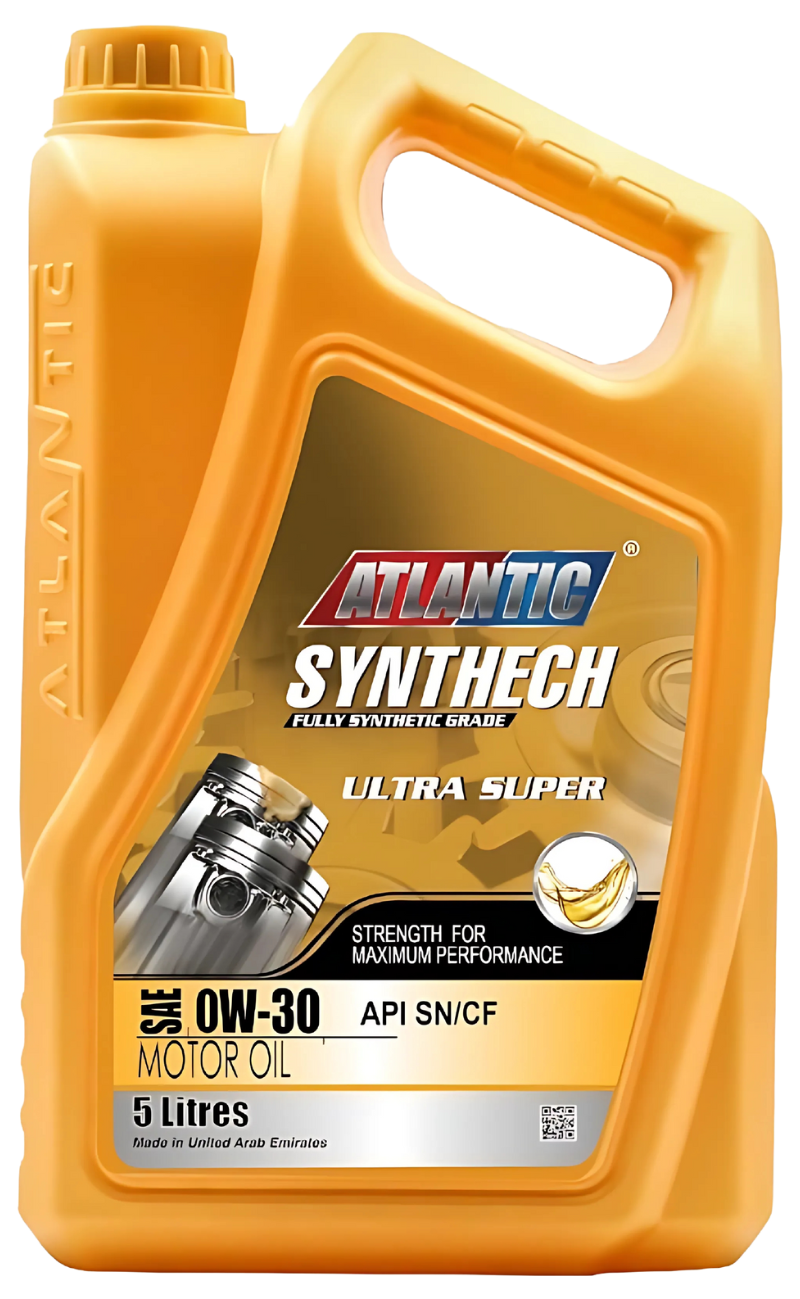 ATLANTIC
ATLANTIC ®
SYNTHECH
FULLY SYNTHETIC GRADE
ULTRA SUPER
STRENGTH FOR
MAXIMUM PERFORMANCE
SAE 0W-30 API SN/CF
MOTOR OIL
5 Litres
Made in United Arab Emirates